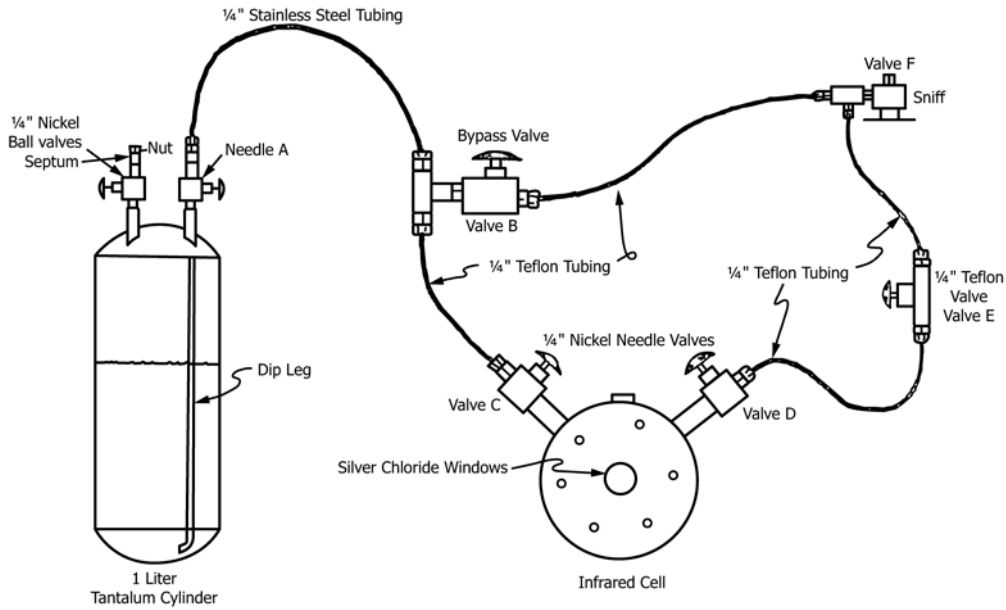 ¼" Stainless Steel Tubing
Valve F
Sniff
¼" Nickel
Ball valves
Septum
Nut
Needle A
Bypass Valve
Valve B
¼" Teflon Tubing
¼" Teflon Tubing
¼" Teflon
Valve
Valve E
¼" Nickel Needle Valves
Dip Leg
Valve C
Valve D
Silver Chloride Windows
1 Liter
Tantalum Cylinder
Infrared Cell